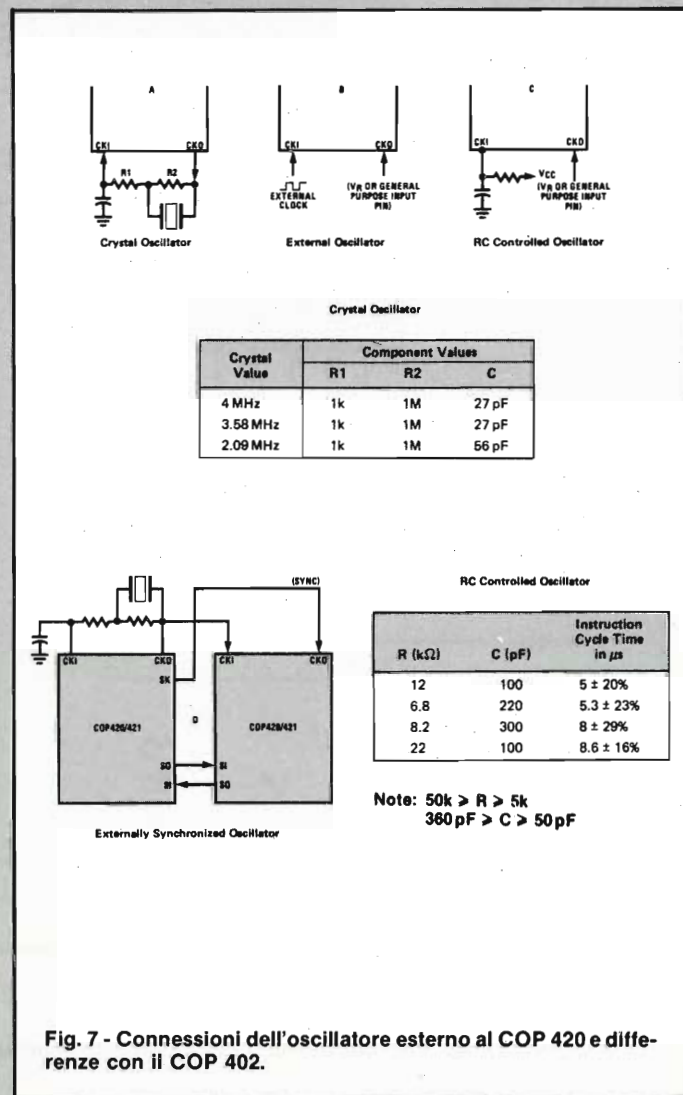 A
CKI CKO
R1 R2
Crystal Oscillator
B
CKI CKO
EXTERNAL
CLOCK
(VR OR GENERAL
PURPOSE INPUT
PIN)
External Oscillator
C
CKI CKO
VCC
(VR OR GENERAL
PURPOSE INPUT
PIN)
RC Controlled Oscillator
Crystal Oscillator
Crystal Value Component Values
R1 R2 C
4 MHz 1k 1M 27 pF
3.58 MHz 1k 1M 27 pF
2.09 MHz 1k 1M 56 pF
(SYNC)
CKI CKO CKI CKO
SK
D
COP420/421 COP420/421
SO SI
SI SO
Externally Synchronized Oscillator
RC Controlled Oscillator
R (kΩ) C (pF) Instruction Cycle Time in μs
12 100 5 ± 20%
6.8 220 5.3 ± 23%
8.2 300 8 ± 29%
22 100 8.6 ± 16%
Note: 50k ⩾ R ⩾ 5k
360 pF ⩾ C ⩾ 50 pF
Fig. 7 - Connessioni dell'oscillatore esterno al COP 420 e diffe-
renze con il COP 402.